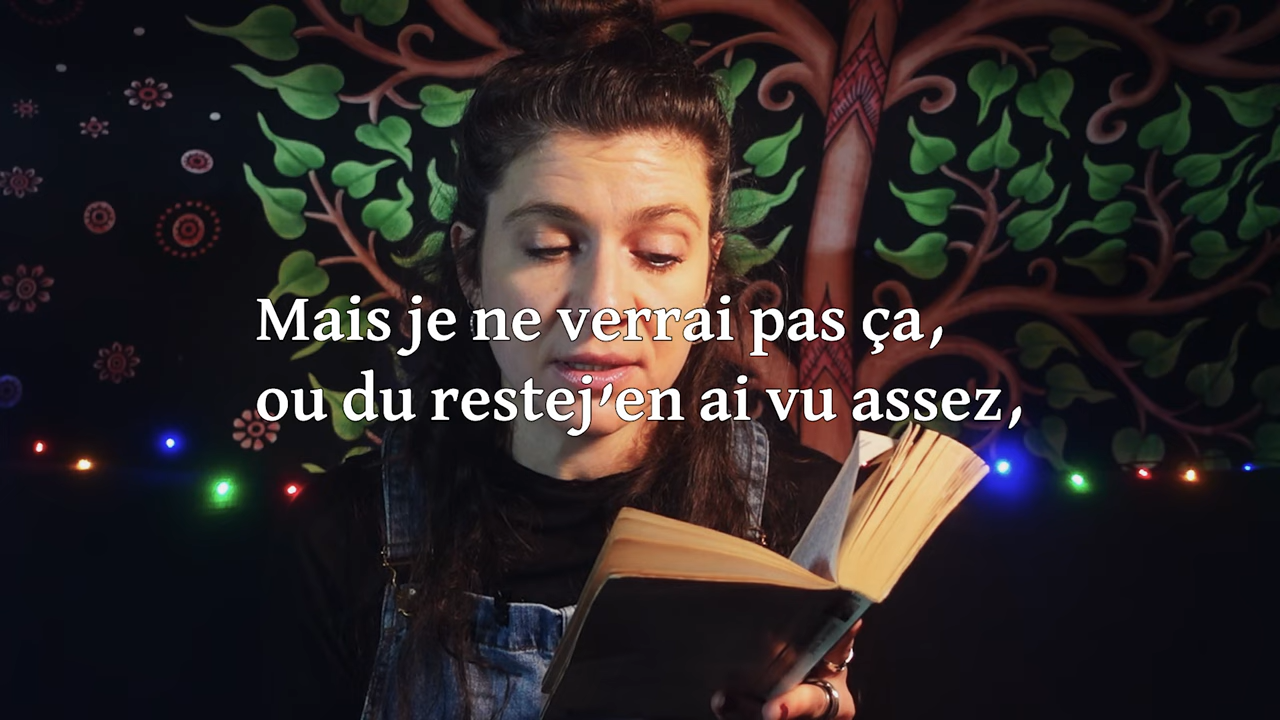 Mais je ne verrai pas ça,
ou du restej’en ai vu assez,